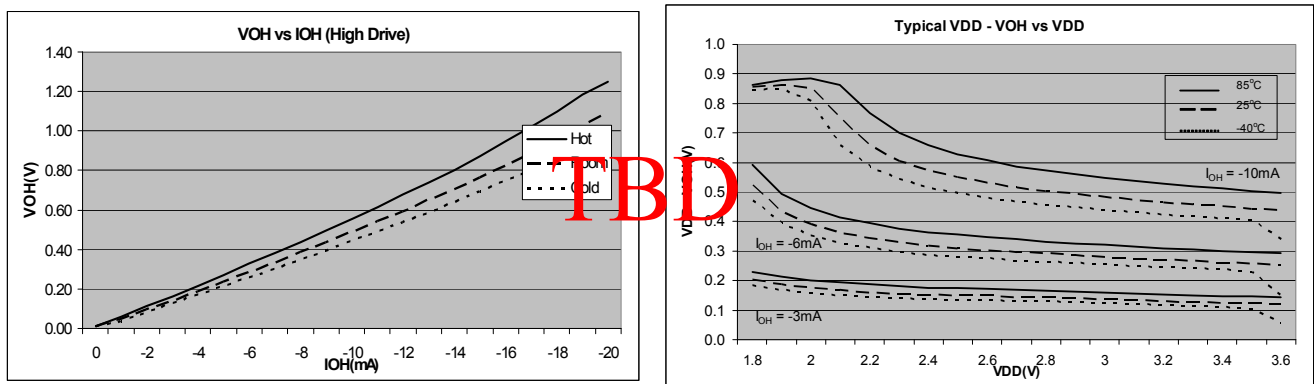 VOH vs IOH (High Drive)
VOH(V)
1.40
1.20
1.00
0.80
0.60
0.40
0.20
0.00
0 -2 -4 -6 -8 -10 -12 -14 -16 -18 -20
IOH(mA)
Hot
Room
Cold
TBD
Typical VDD - VOH vs VDD
VDD - VOH (V)
1.0
0.9
0.8
0.7
0.6
0.5
0.4
0.3
0.2
0.1
0.0
1.8 2 2.2 2.4 2.6 2.8 3 3.2 3.4 3.6
VDD(V)
85°C
25°C
-40°C
IOH = -10mA
IOH = -6mA
IOH = -3mA